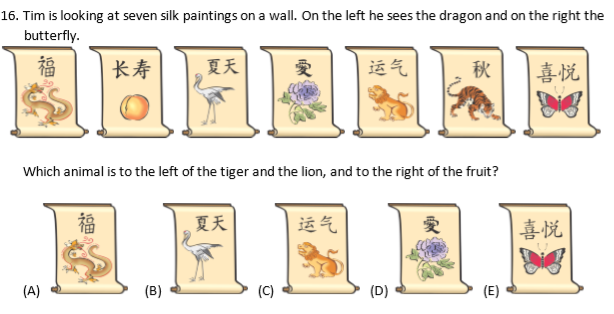 16. Tim is looking at seven silk paintings on a wall. On the left he sees the dragon and on the right the
butterfly.
福 长寿 夏天 爱 运气 秋 喜悦
Which animal is to the left of the tiger and the lion, and to the right of the fruit?
福 夏天 运气 爱 喜悦
(A) (B) (C) (D) (E)